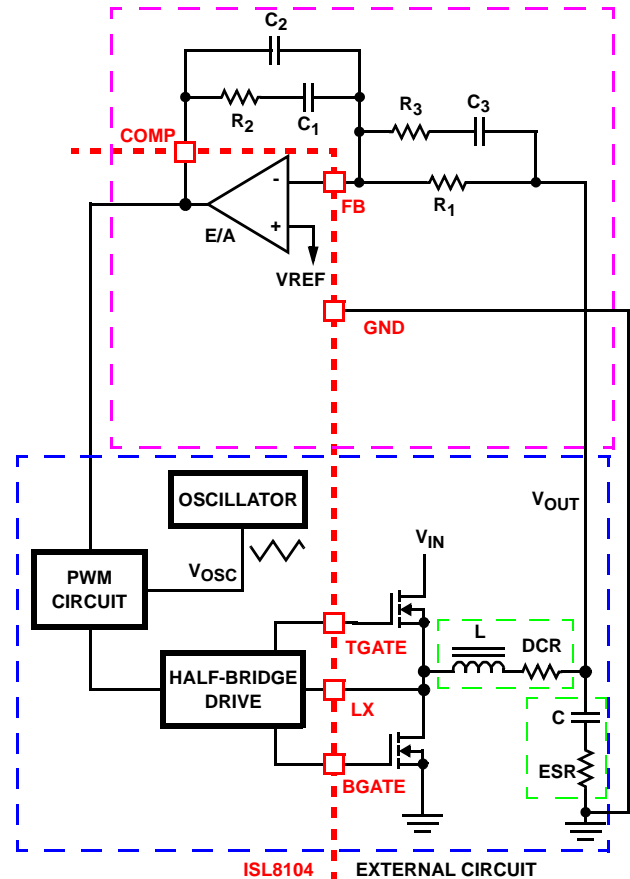 C2
R2
C1
R3
C3
COMP
-
FB
R1
+
E/A
VREF
GND
OSCILLATOR
VOUT
VIN
PWM
CIRCUIT
VOSC
L
DCR
TGATE
HALF-BRIDGE
DRIVE
LX
C
ESR
BGATE
ISL8104
EXTERNAL CIRCUIT